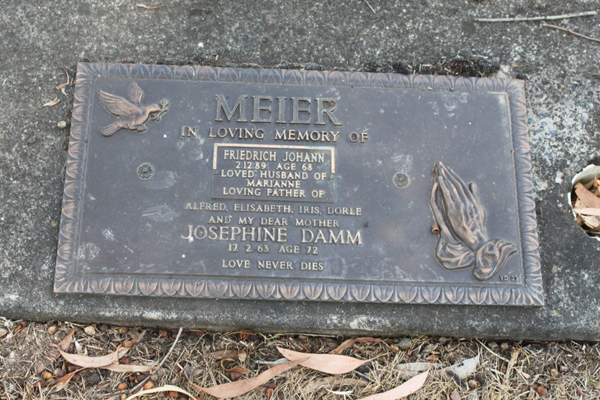 MEIER
IN LOVING MEMORY OF
FRIEDRICH JOHANN
2.12.89 AGE 68
LOVED HUSBAND OF
MARIANNE
LOVING FATHER OF
ALFRED, ELISABETH, IRIS, DORLE
AND MY DEAR MOTHER
JOSEPHINE DAMM
17. 2. 63 AGE 72
LOVE NEVER DIES